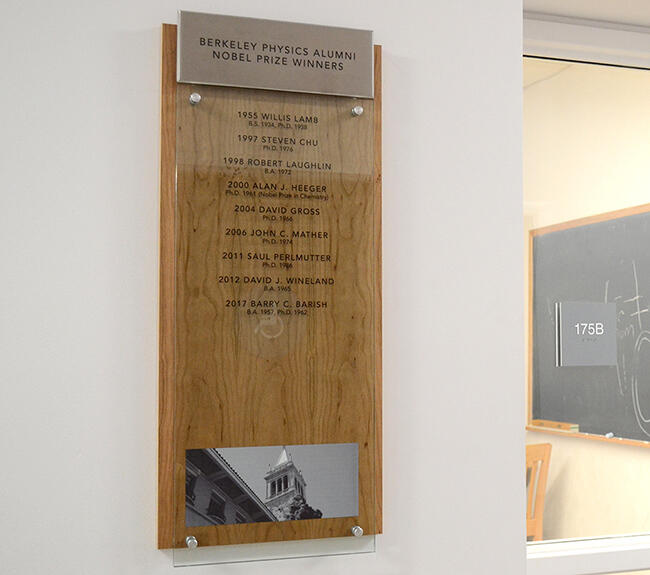 BERKELEY PHYSICS ALUMNI
NOBEL PRIZE WINNERS
1955 WILLIS LAMB
B.S. 1934, Ph.D. 1938
1997 STEVEN CHU
Ph.D. 1976
1998 ROBERT LAUGHLIN
B.A. 1972
2000 ALAN J. HEEGER
Ph.D. 1961 (Nobel Prize in Chemistry)
2004 DAVID GROSS
Ph.D. 1966
2006 JOHN C. MATHER
Ph.D. 1974
2011 SAUL PERLMUTTER
Ph.D. 1986
2012 DAVID J. WINELAND
B.A. 1965
2017 BARRY C. BARISH
B.A. 1957, Ph.D. 1962
175B